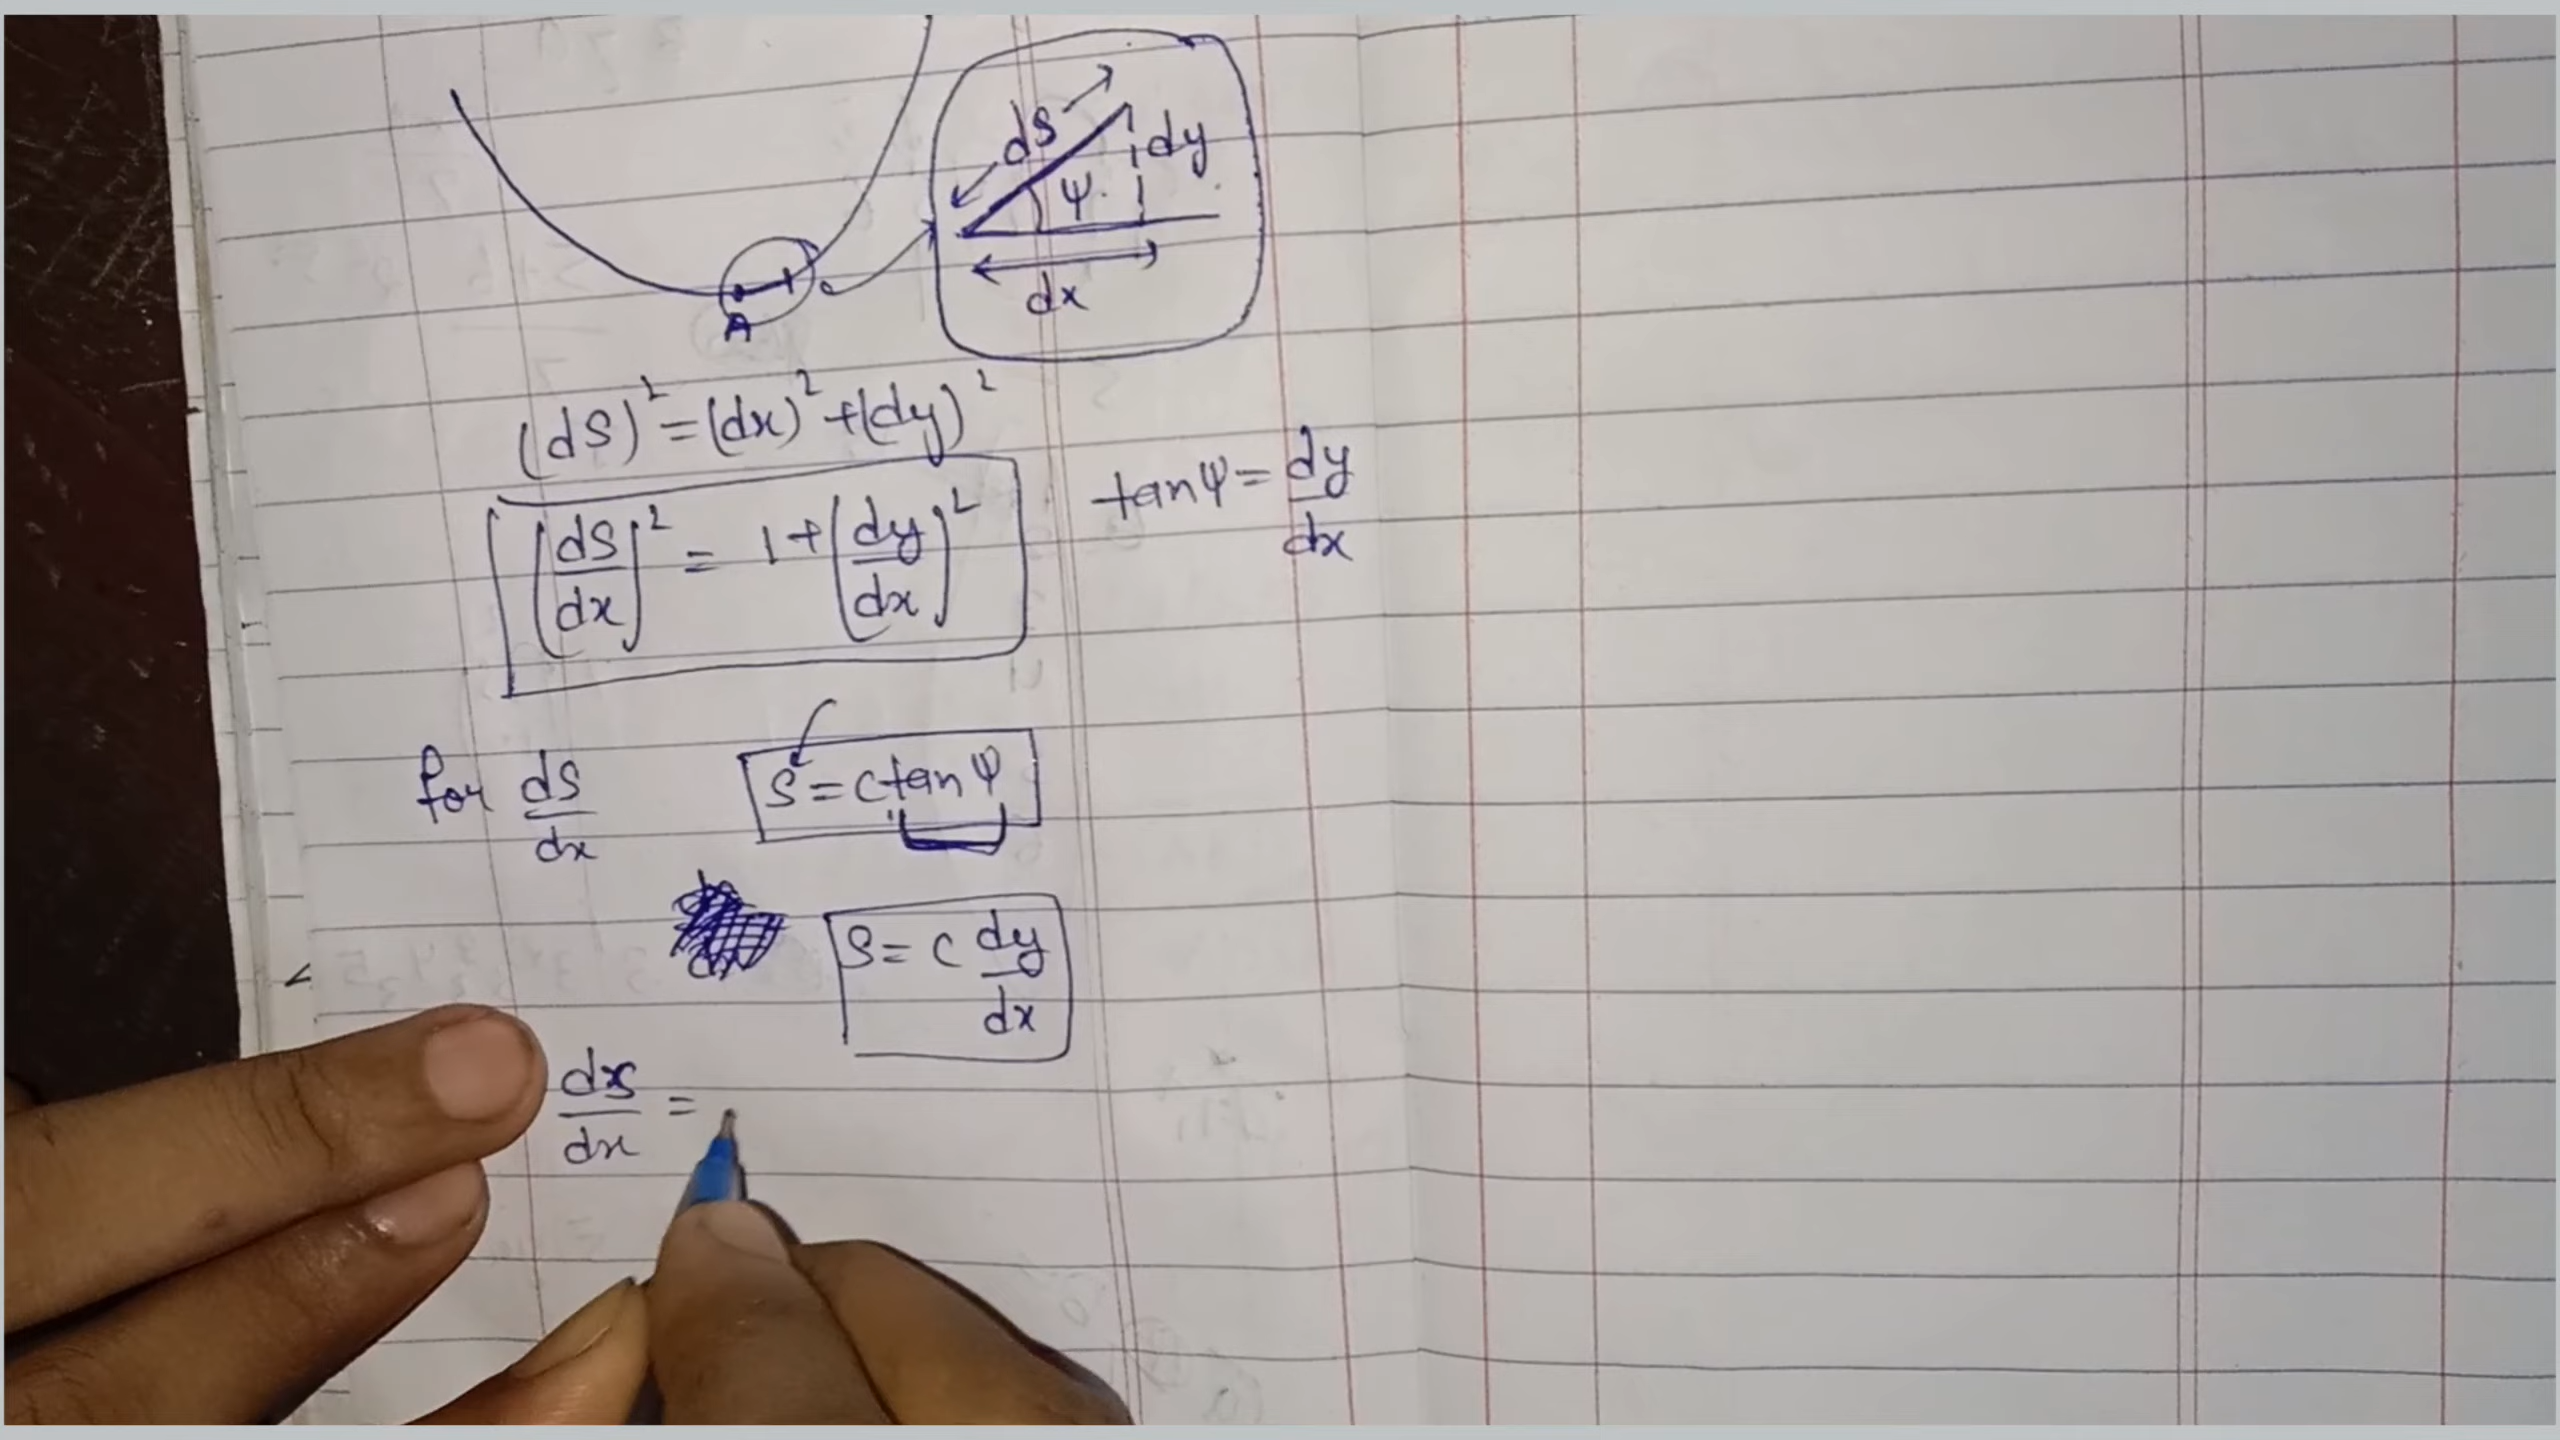 dS
dy
ψ
dx
A
(dS)² = (dx)² + (dy)²
(dS/dx)² = 1 + (dy/dx)²
tan ψ = dy/dx
for dS/dx
S = c tan ψ
S = c dy/dx
ds/dx =